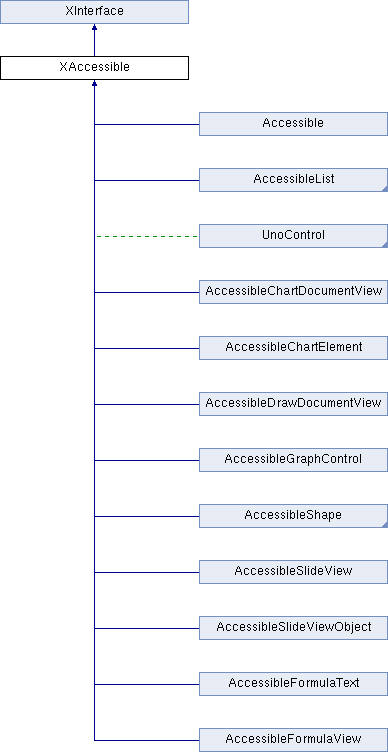 XInterface
XAccessible
Accessible
AccessibleList
UnoControl
AccessibleChartDocumentView
AccessibleChartElement
AccessibleDrawDocumentView
AccessibleGraphControl
AccessibleShape
AccessibleSlideView
AccessibleSlideViewObject
AccessibleFormulaText
AccessibleFormulaView